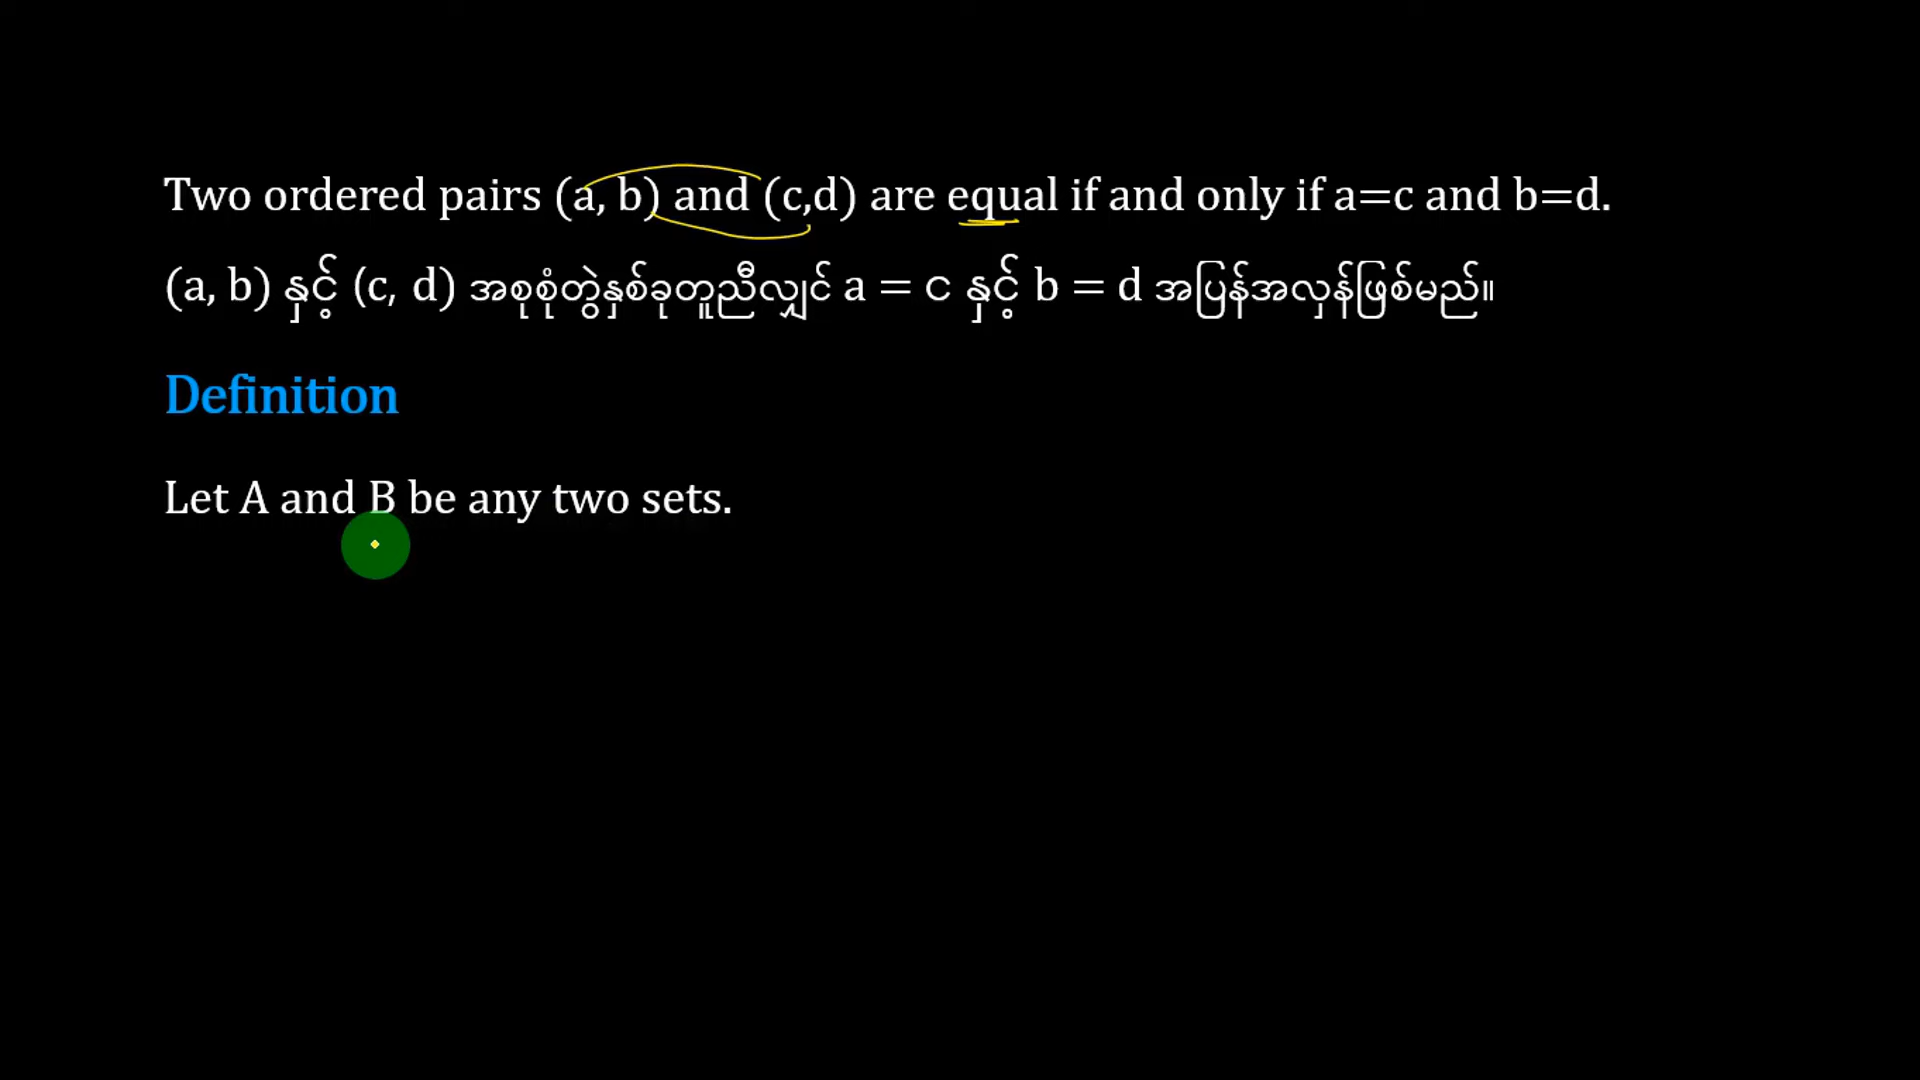 Two ordered pairs (a, b) and (c,d) are equal if and only if a=c and b=d.
(a, b) နှင့် (c, d) အစုစုံတွဲနှစ်ခုတူညီလျှင် a = c နှင့် b = d အပြန်အလှန်ဖြစ်မည်။
Definition
Let A and B be any two sets.